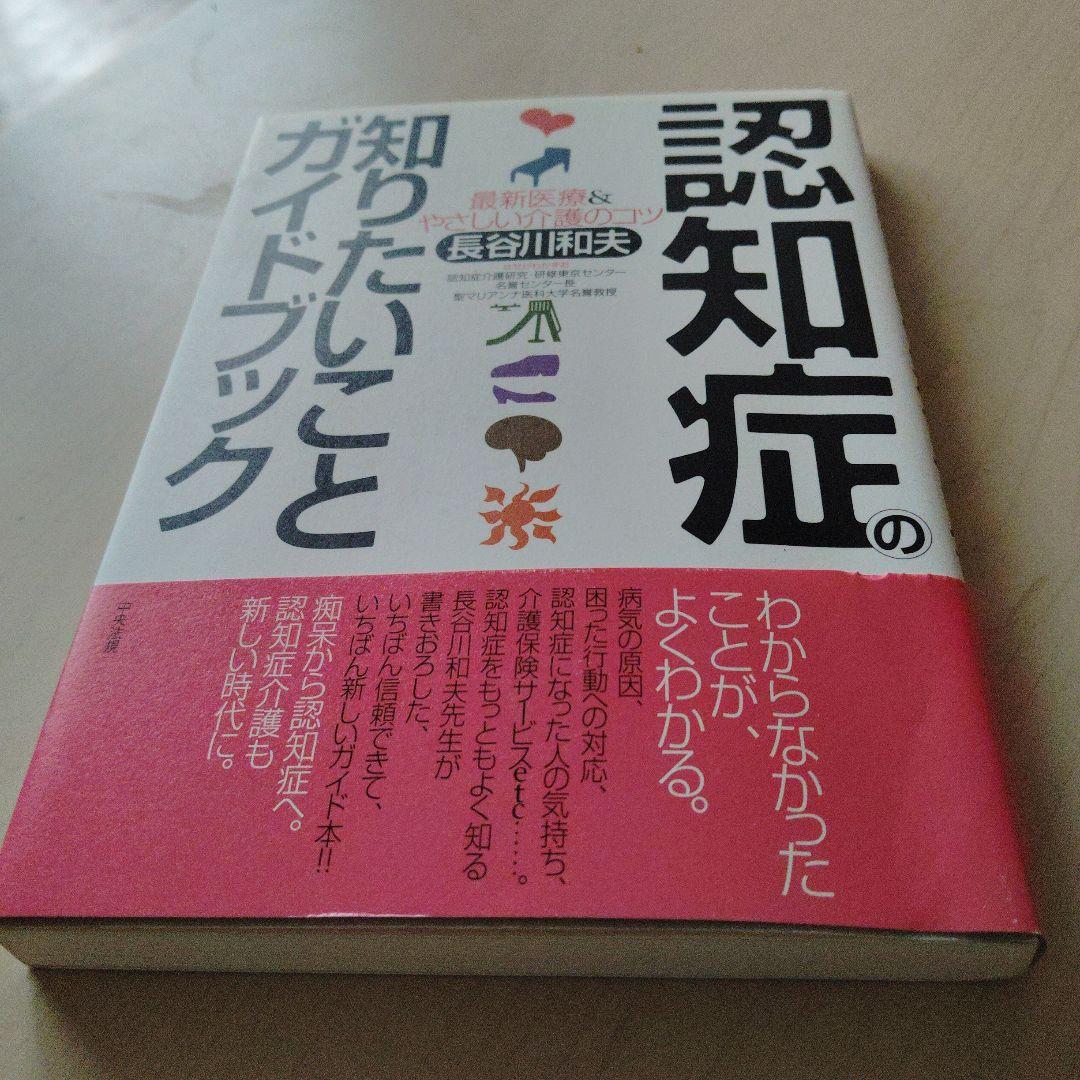 認知症の
知りたいこと
ガイドブック
最新医療&
やさしい介護のコツ
長谷川和夫
はせがわかずお
認知症介護研究・研修東京センター
名誉センター長
聖マリアンナ医科大学名誉教授
わからなかった
ことが、
よくわかる。
病気の原因、
困った行動への対応、
認知症になった人の気持ち、
介護保険サービスetc……。
認知症をもっともよく知る
長谷川和夫先生が
書きおろした、
いちばん信頼できて、
いちばん新しいガイド本!!
痴呆から認知症へ。
認知症介護も
新しい時代に。
中央法規